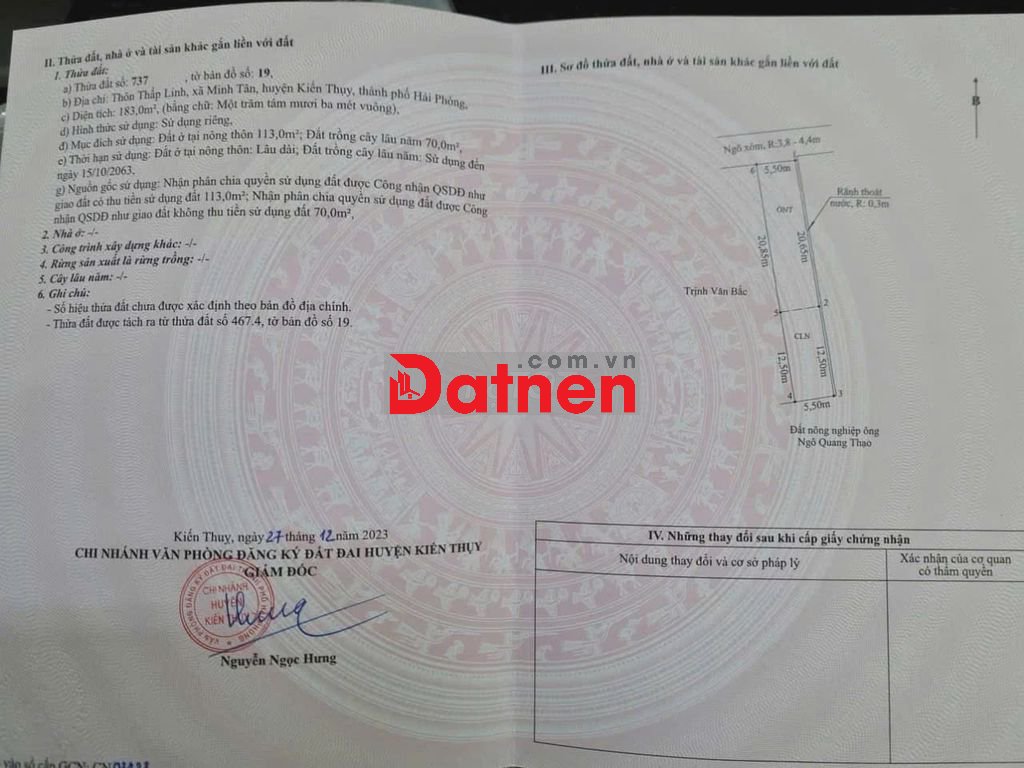 II. Thửa đất, nhà ở và tài sản khác gắn liền với đất
1. Thửa đất:
a) Thửa đất số: 737 , tờ bản đồ số: 19,
b) Địa chỉ: Thôn Thấp Linh, xã Minh Tân, huyện Kiến Thụy, thành phố Hải Phòng,
c) Diện tích: 183,0m², (bằng chữ: Một trăm tám mươi ba mét vuông),
d) Hình thức sử dụng: Sử dụng riêng,
đ) Mục đích sử dụng: Đất ở tại nông thôn 113,0m²; Đất trồng cây lâu năm 70,0m²,
e) Thời hạn sử dụng: Đất ở tại nông thôn: Lâu dài; Đất trồng cây lâu năm: Sử dụng đến
ngày 15/10/2063,
g) Nguồn gốc sử dụng: Nhận phân chia quyền sử dụng đất được Công nhận QSDĐ như
giao đất có thu tiền sử dụng đất 113,0m²; Nhận phân chia quyền sử dụng đất được Công
nhận QSDĐ như giao đất không thu tiền sử dụng đất 70,0m²,
2. Nhà ở: -/-
3. Công trình xây dựng khác: -/-
4. Rừng sản xuất là rừng trồng: -/-
5. Cây lâu năm: -/-
6. Ghi chú:
- Số hiệu thửa đất chưa được xác định theo bản đồ địa chính.
- Thửa đất được tách ra từ thửa đất số 467.4, tờ bản đồ số 19.
Kiến Thụy, ngày 27 tháng 12 năm 2023
CHI NHÁNH VĂN PHÒNG ĐĂNG KÝ ĐẤT ĐAI HUYỆN KIẾN THỤY
GIÁM ĐỐC
CHI NHÁNH
HUYỆN
KIẾN
Nguyễn Ngọc Hưng
III. Sơ đồ thửa đất, nhà ở và tài sản khác gắn liền với đất
B
Ngõ xóm, R:3,8 - 4,4m
6
5,50m
1
ONT
Rãnh thoát
nước, R: 0,3m
20,85m
20,65m
Trịnh Văn Bắc
5
2
CLN
12,50m
12,50m
4
3
5,50m
Đất nông nghiệp ông
Ngô Quang Thạo
IV. Những thay đổi sau khi cấp giấy chứng nhận
Nội dung thay đổi và cơ sở pháp lý
Xác nhận của cơ quan
có thẩm quyền
.com.vn
Datnen